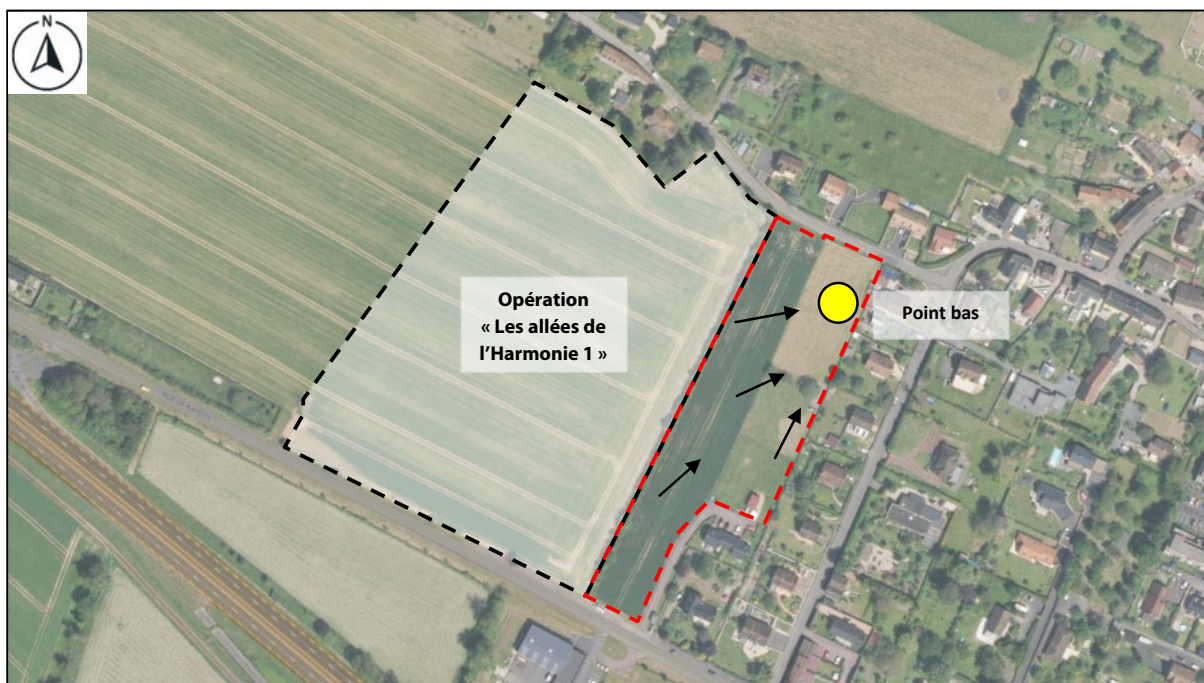 N
Opération
« Les allées de
l’Harmonie 1 »
Point bas